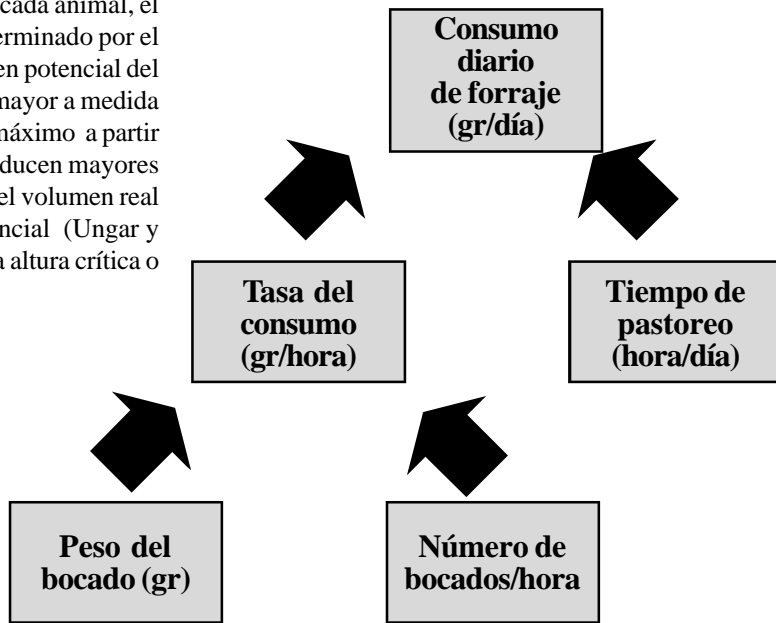 cada animal, el
erminado por el
en potencial del
mayor a medida
náximo a partir
ducen mayores
el volumen real
ncial (Ungar y
a altura crítica o
Consumo
diario
de forraje
(gr/día)
Tasa del
consumo
(gr/hora)
Tiempo de
pastoreo
(hora/día)
Peso del
bocado (gr)
Número de
bocados/hora